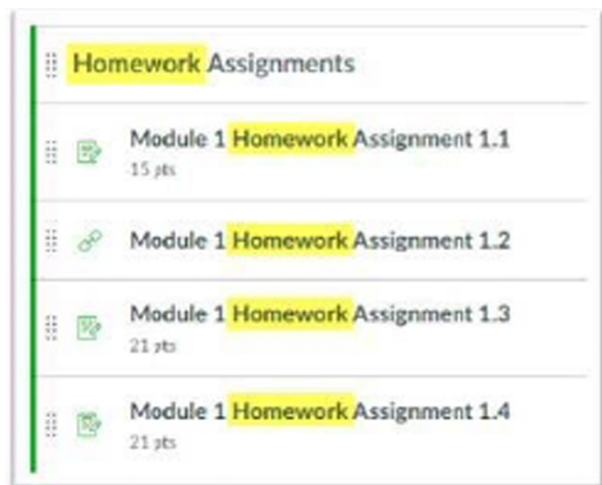 Homework Assignments
Module 1 Homework Assignment 1.1
15 pts
Module 1 Homework Assignment 1.2
Module 1 Homework Assignment 1.3
21 pts
Module 1 Homework Assignment 1.4
21 pts